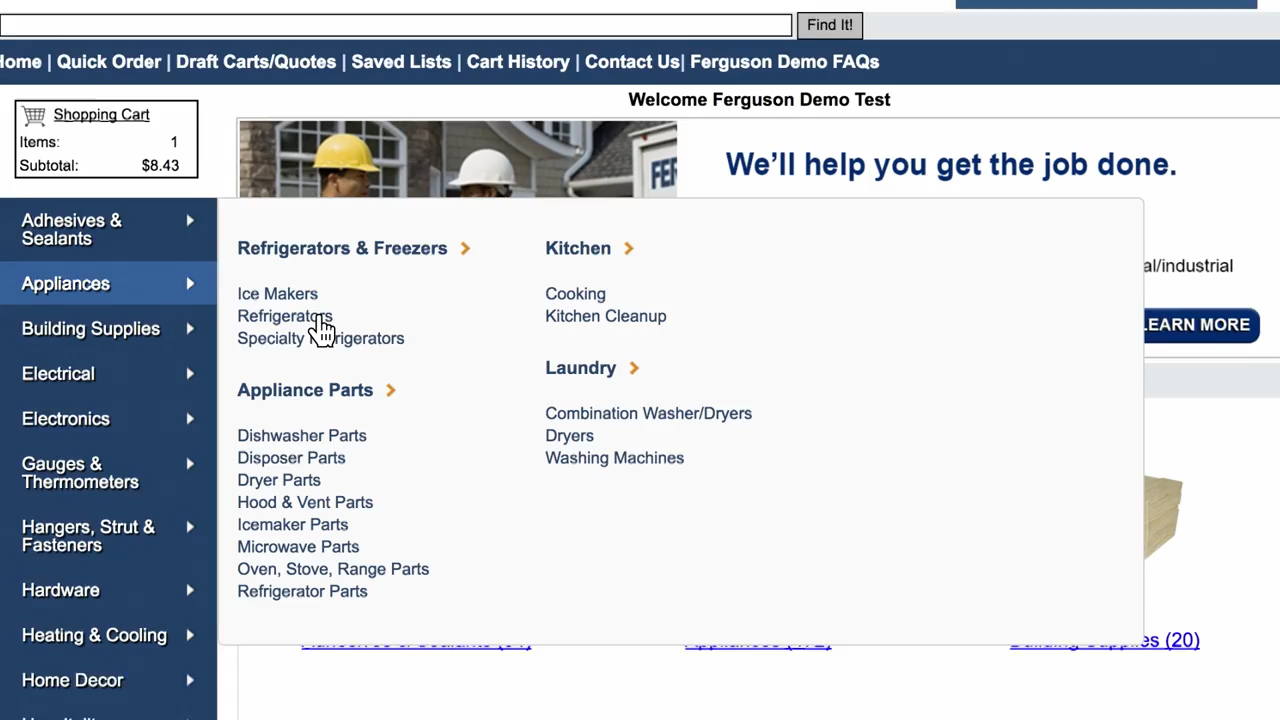 Find It!
Home | Quick Order | Draft Carts/Quotes | Saved Lists | Cart History | Contact Us| Ferguson Demo FAQs
Shopping Cart
Items: 1
Subtotal: $8.43
Welcome Ferguson Demo Test
We'll help you get the job done.
al/industrial
LEARN MORE
Adhesives &
Sealants
Appliances
Building Supplies
Electrical
Electronics
Gauges &
Thermometers
Hangers, Strut &
Fasteners
Hardware
Heating & Cooling
Home Decor
Refrigerators & Freezers
Ice Makers
Refrigerators
Specialty Refrigerators
Appliance Parts
Dishwasher Parts
Disposer Parts
Dryer Parts
Hood & Vent Parts
Icemaker Parts
Microwave Parts
Oven, Stove, Range Parts
Refrigerator Parts
Kitchen
Cooking
Kitchen Cleanup
Laundry
Combination Washer/Dryers
Dryers
Washing Machines
Building Supplies (20)